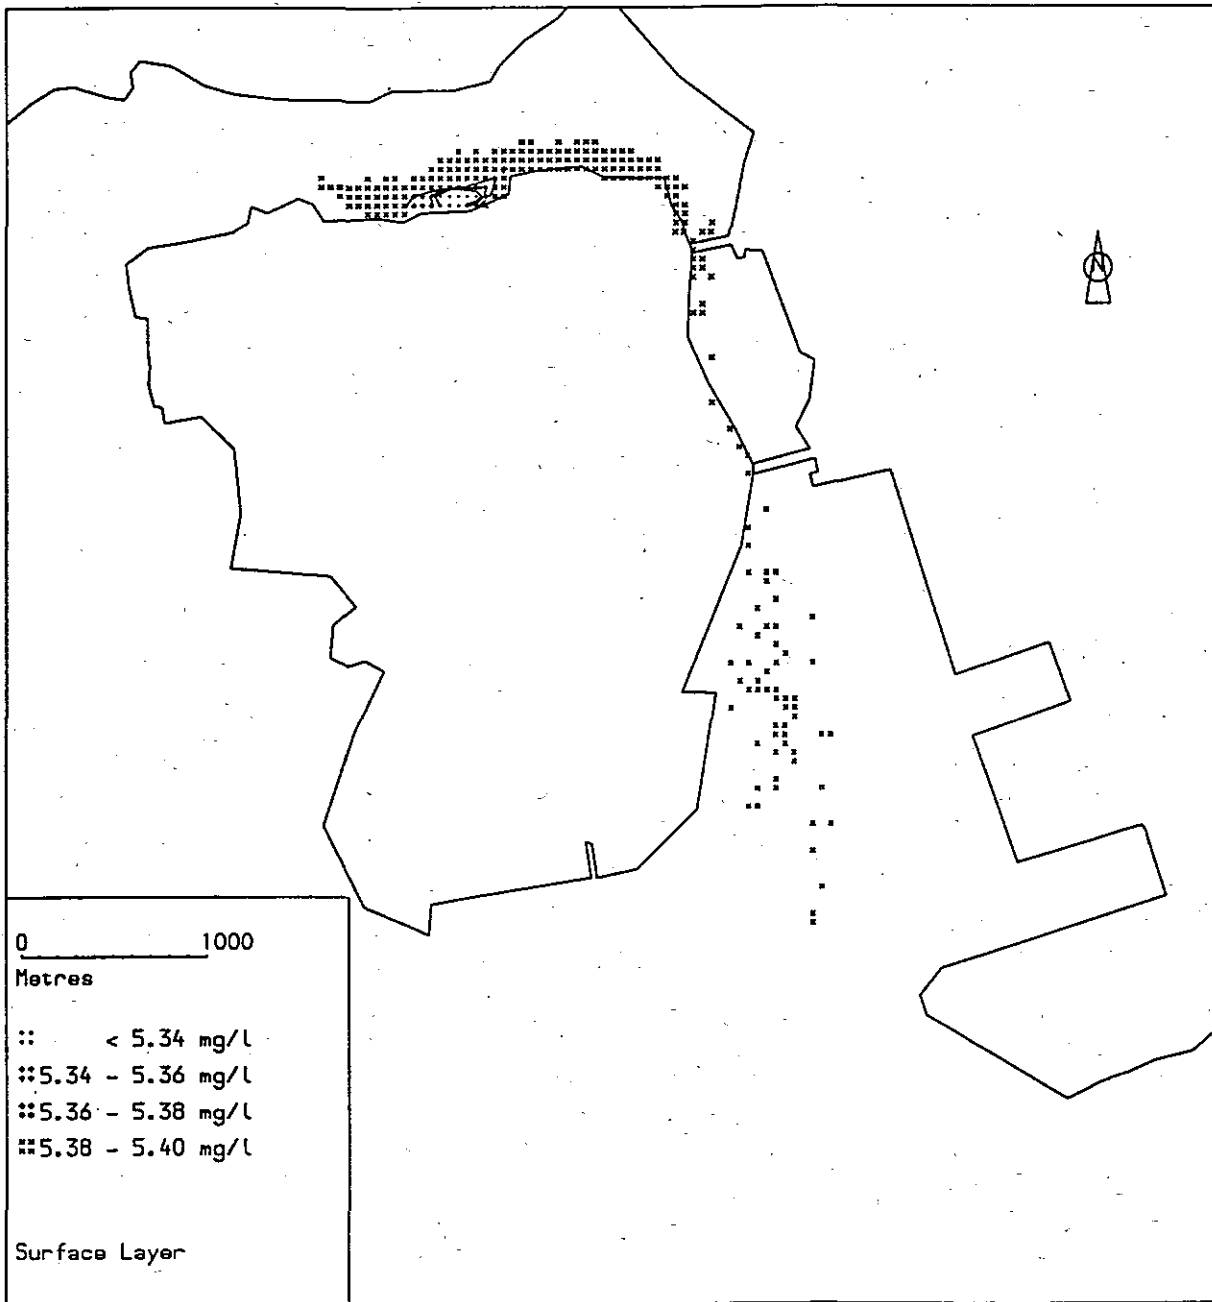 N
0 1000
Metres
< 5.34 mg/l
5.34 - 5.36 mg/l
5.36 - 5.38 mg/l
5.38 - 5.40 mg/l
Surface Layer